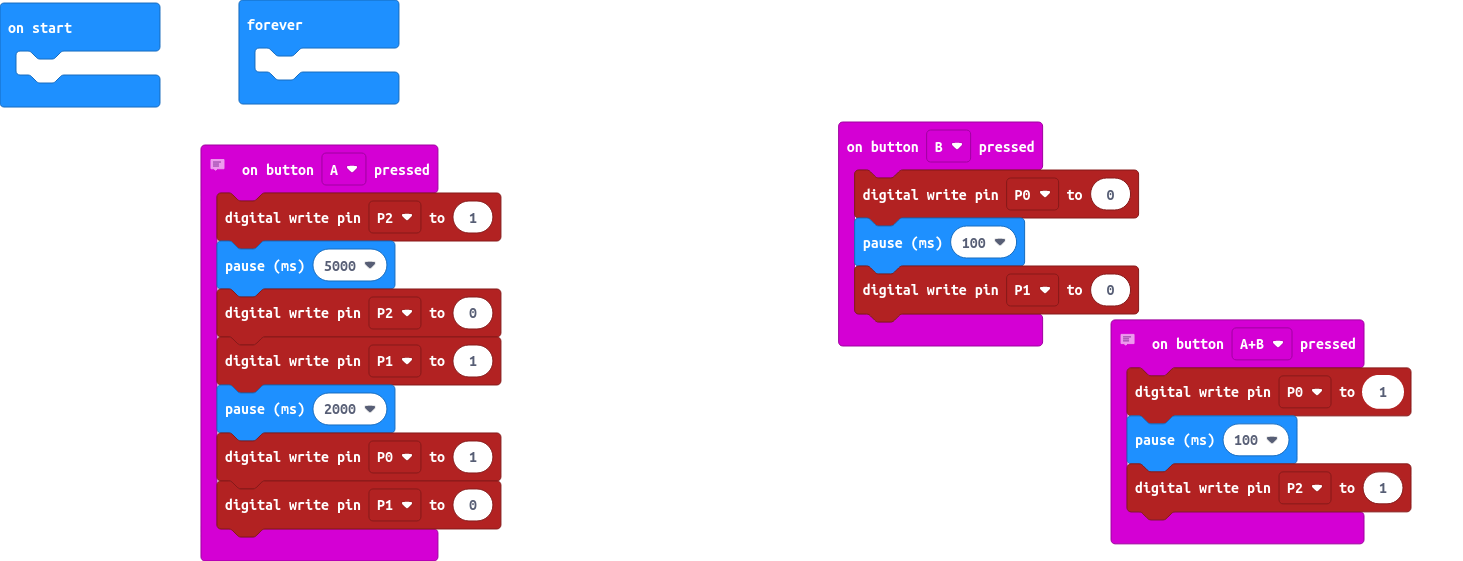 on start
forever
on button A pressed
digital write pin P2 to 1
pause (ms) 5000
digital write pin P2 to 0
digital write pin P1 to 1
pause (ms) 2000
digital write pin P0 to 1
digital write pin P1 to 0
on button B pressed
digital write pin P0 to 0
pause (ms) 100
digital write pin P1 to 0
on button A+B pressed
digital write pin P0 to 1
pause (ms) 100
digital write pin P2 to 1